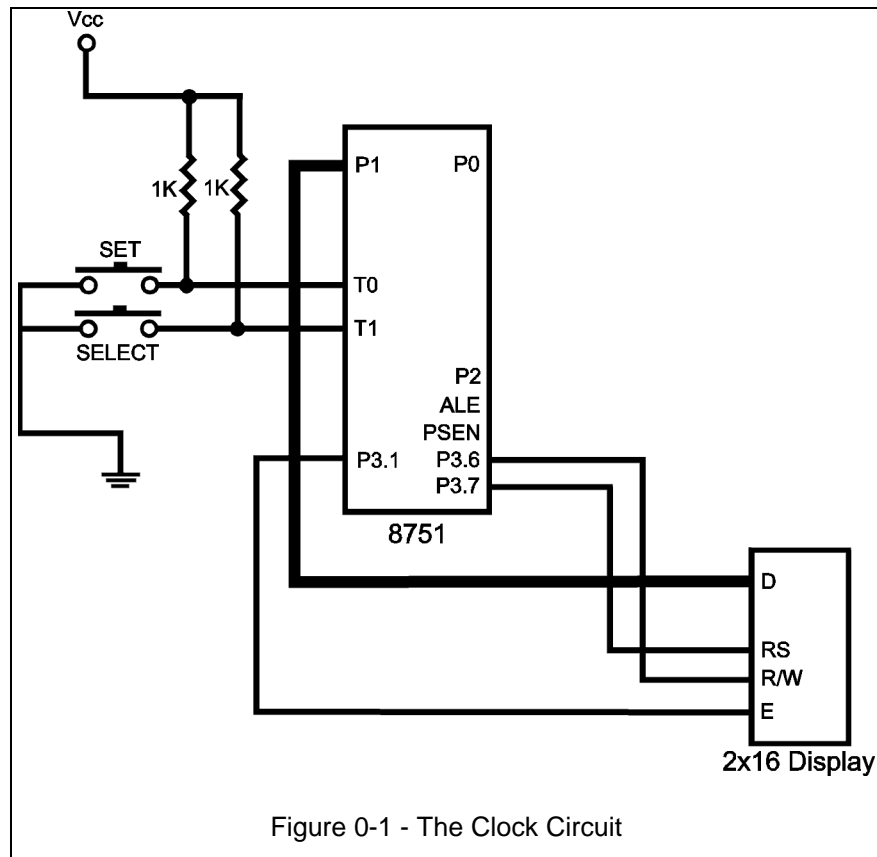 Vcc
1K 1K
SET
SELECT
P1 P0
T0
T1
P2
ALE
PSEN
P3.1 P3.6
P3.7
8751
D
RS
R/W
E
2x16 Display
Figure 0-1 - The Clock Circuit